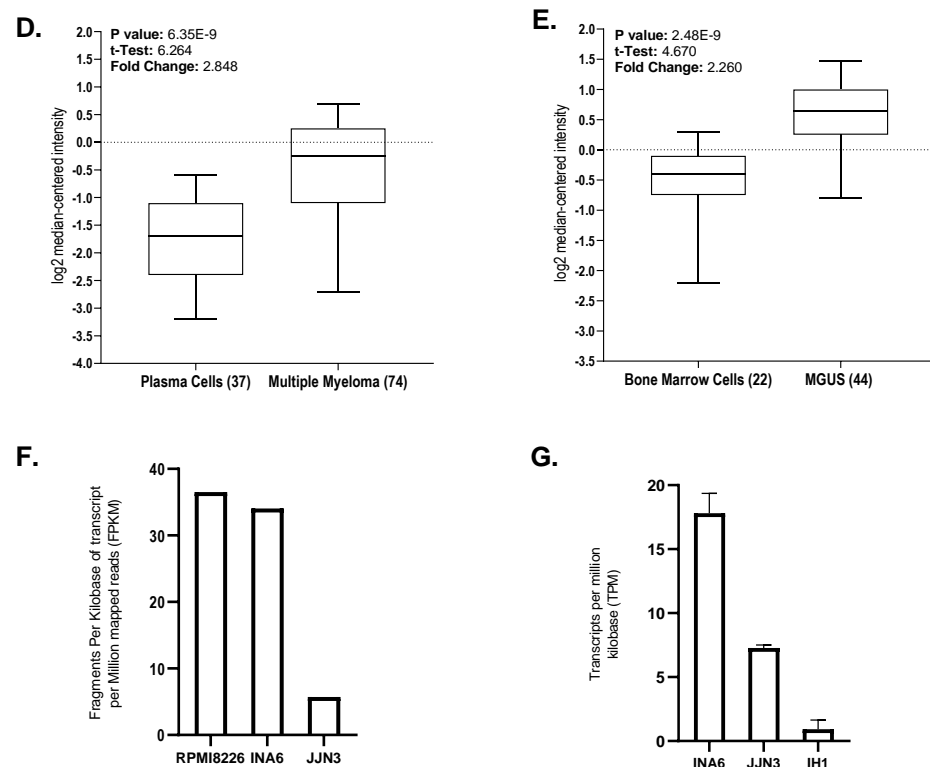 D.
P value: 6.35E-9
t-Test: 6.264
Fold Change: 2.848
log2 median-centered intensity
2.0
1.5
1.0
0.5
0.0
-0.5
-1.0
-1.5
-2.0
-2.5
-3.0
-3.5
-4.0
Plasma Cells (37) Multiple Myeloma (74)
E.
P value: 2.48E-9
t-Test: 4.670
Fold Change: 2.260
log2 median-centered intensity
2.0
1.5
1.0
0.5
0.0
-0.5
-1.0
-1.5
-2.0
-2.5
-3.0
-3.5
Bone Marrow Cells (22) MGUS (44)
F.
Fragments Per Kilobase of transcript
per Million mapped reads (FPKM)
40
30
20
10
0
RPMI8226 INA6 JJN3
G.
Transcripts per million
kilobase (TPM)
20
15
10
5
0
INA6 JJN3 IH1